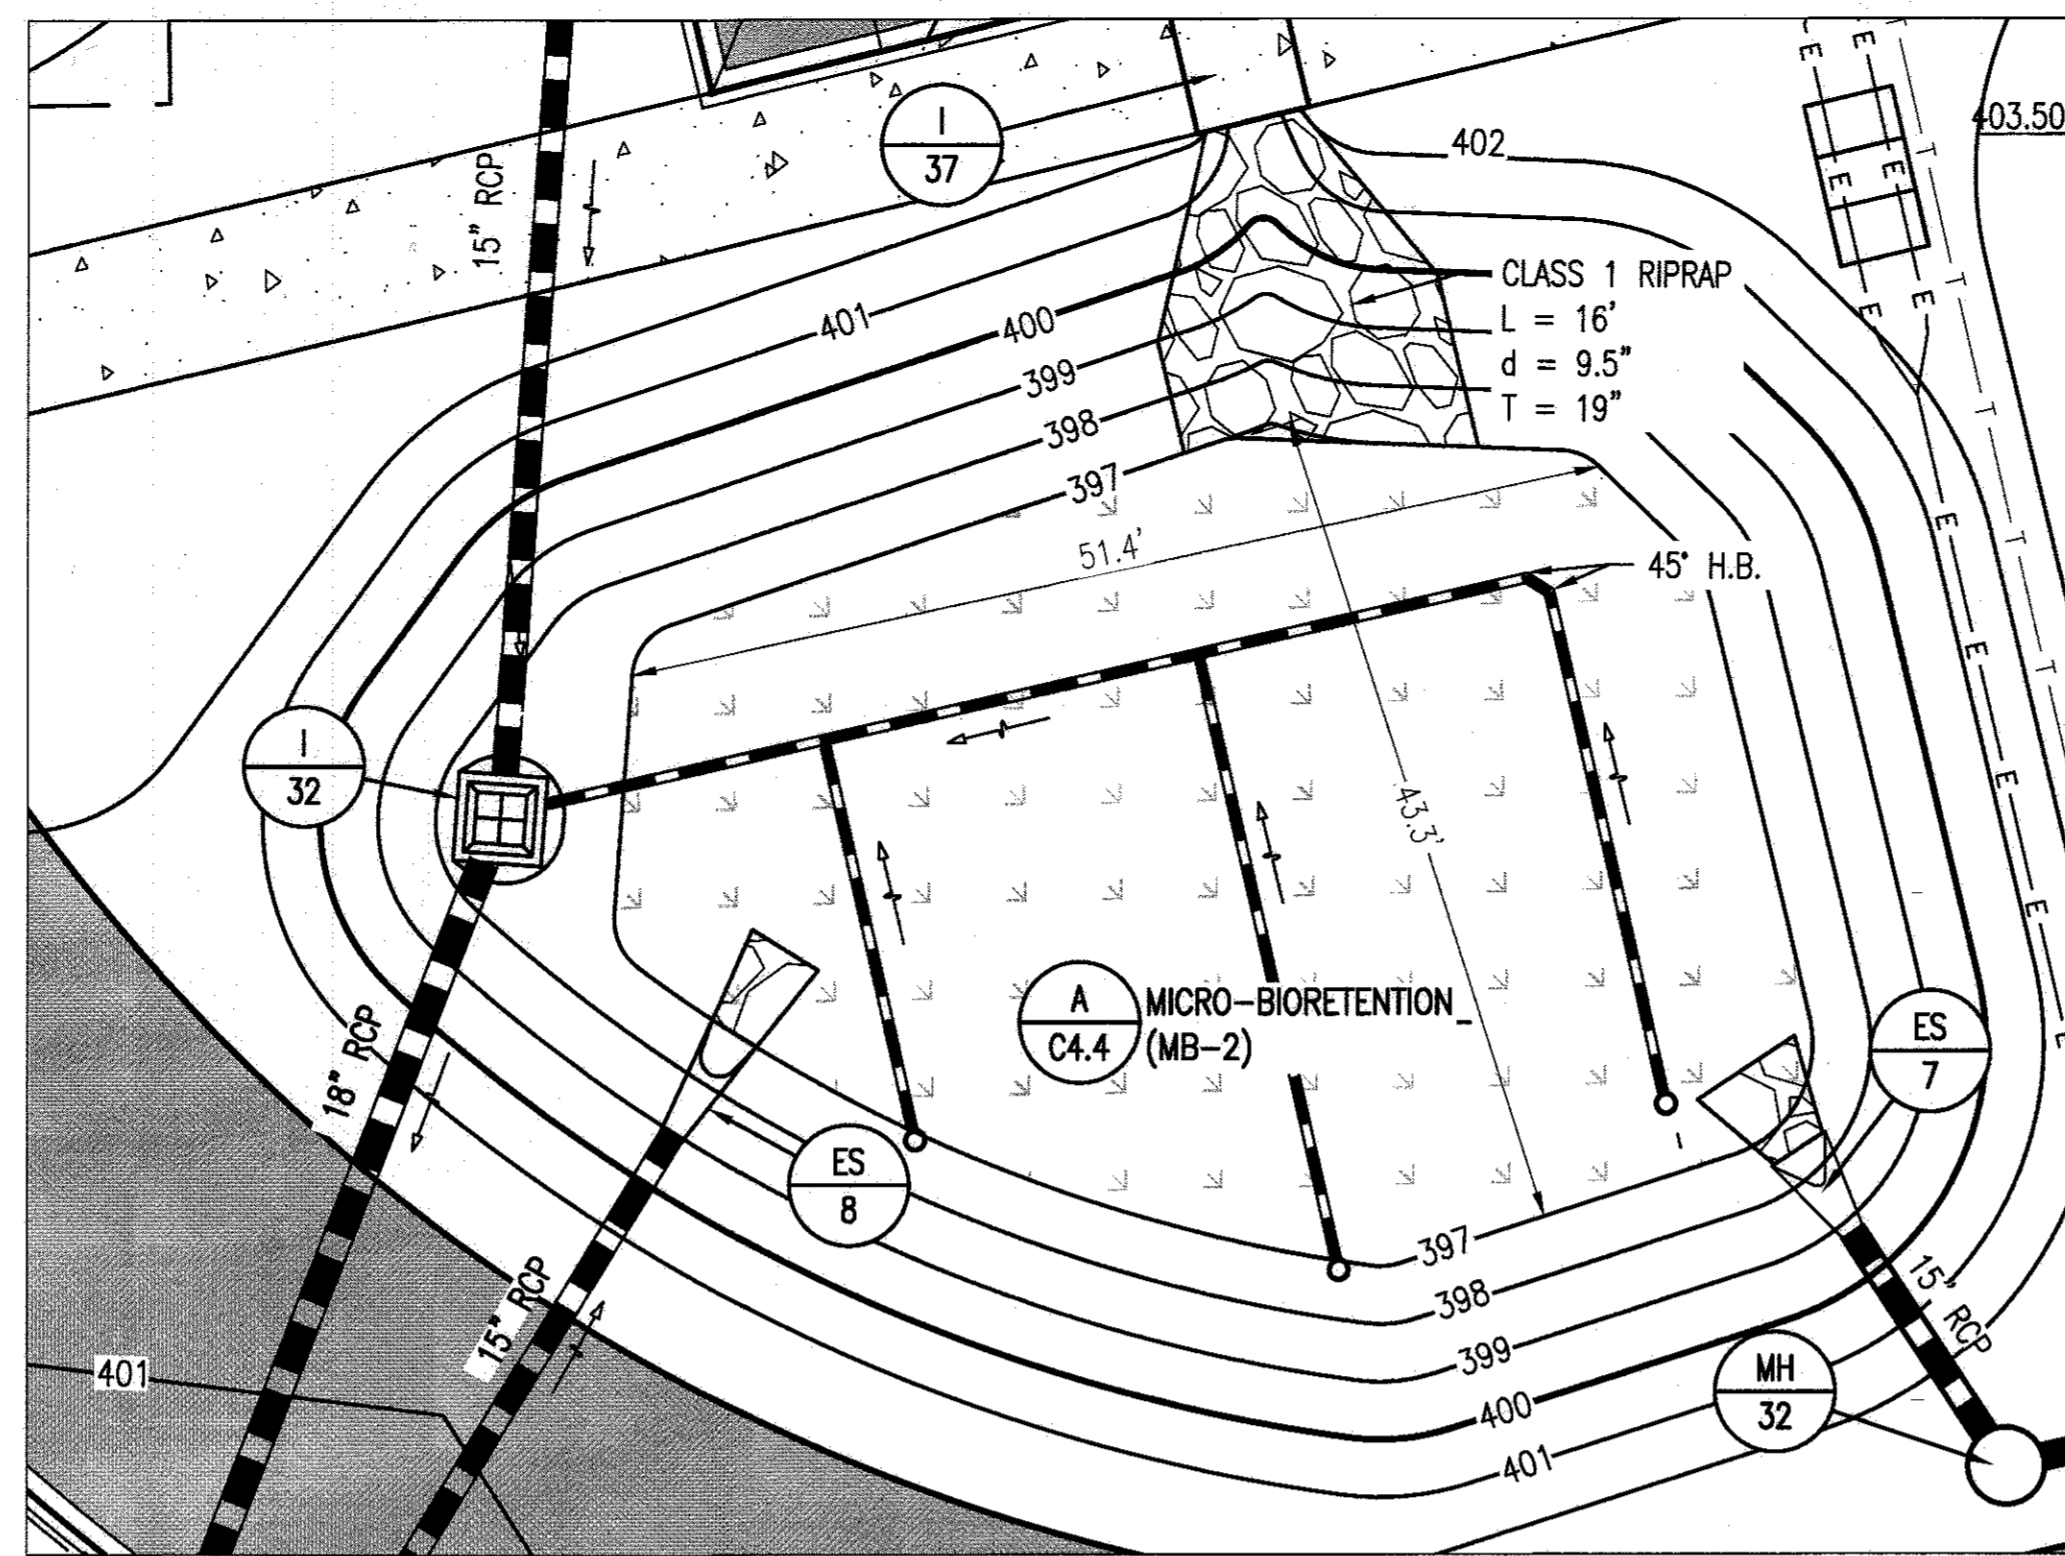 I
37
15" RCP
402
403.50
E
E
T
CLASS 1 RIPRAP
L = 16'
d = 9.5"
T = 19"
401
400
399
398
397
51.4'
45° H.B.
I
32
43.3'
A
C4.4
MICRO-BIORETENTION
(MB-2)
ES
7
18" RCP
ES
8
15" RCP
397
398
399
400
401
15" RCP
MH
32
401
E
E
T
T
E
E
E
T
T
E
E
T
E
E
E